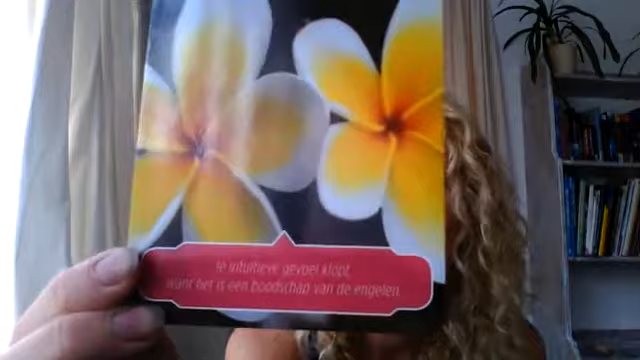 Je intuïtieve gevoel klopt,
want het is een boodschap van de engelen.